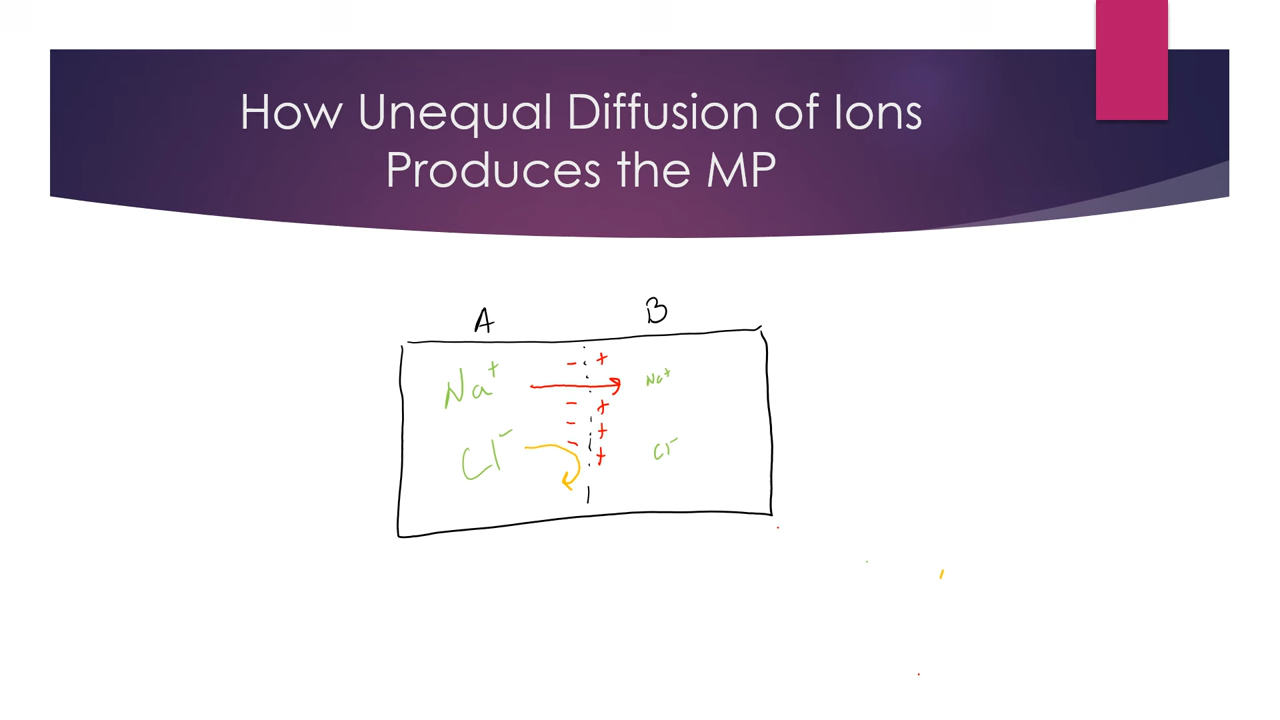 How Unequal Diffusion of Ions
Produces the MP
A B
Na⁺ - + Na⁺
- +
- +
Cl⁻ - + Cl⁻